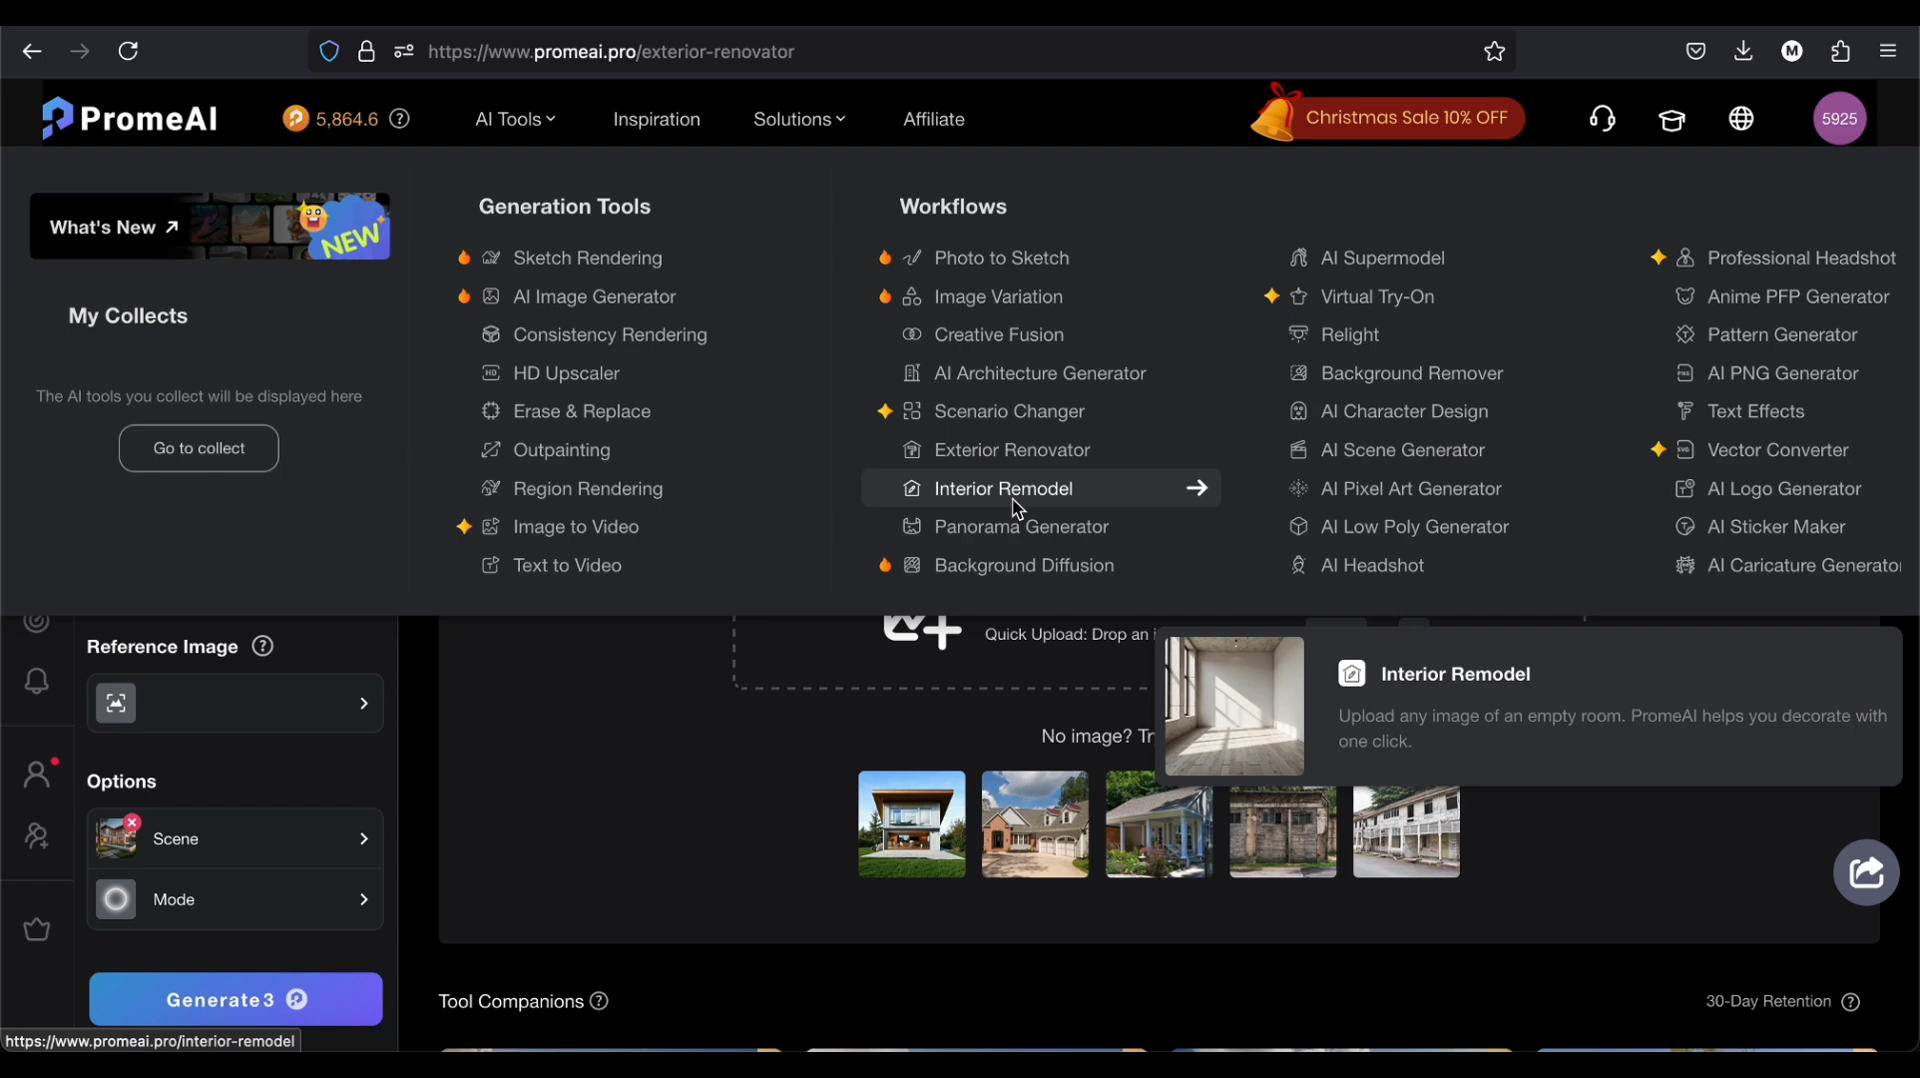 https://www.promeai.pro/exterior-renovator
M
PromeAI
5,864.6 ?
AI Tools
Inspiration
Solutions
Affiliate
Christmas Sale 10% OFF
5925
What's New
NEW
My Collects
The AI tools you collect will be displayed here
Go to collect
Generation Tools
Sketch Rendering
AI Image Generator
Consistency Rendering
HD Upscaler
Erase & Replace
Outpainting
Region Rendering
Image to Video
Text to Video
Workflows
Photo to Sketch
Image Variation
Creative Fusion
AI Architecture Generator
Scenario Changer
Exterior Renovator
Interior Remodel
Panorama Generator
Background Diffusion
AI Supermodel
Virtual Try-On
Relight
Background Remover
AI Character Design
AI Scene Generator
AI Pixel Art Generator
AI Low Poly Generator
AI Headshot
Professional Headshot
Anime PFP Generator
Pattern Generator
AI PNG Generator
Text Effects
Vector Converter
AI Logo Generator
AI Sticker Maker
AI Caricature Generator
Reference Image ?
Options
Scene
Mode
Generate3
Quick Upload: Drop an i
No image? Tr
Interior Remodel
Upload any image of an empty room. PromeAI helps you decorate with
one click.
Tool Companions ?
30-Day Retention ?
https://www.promeai.pro/interior-remodel